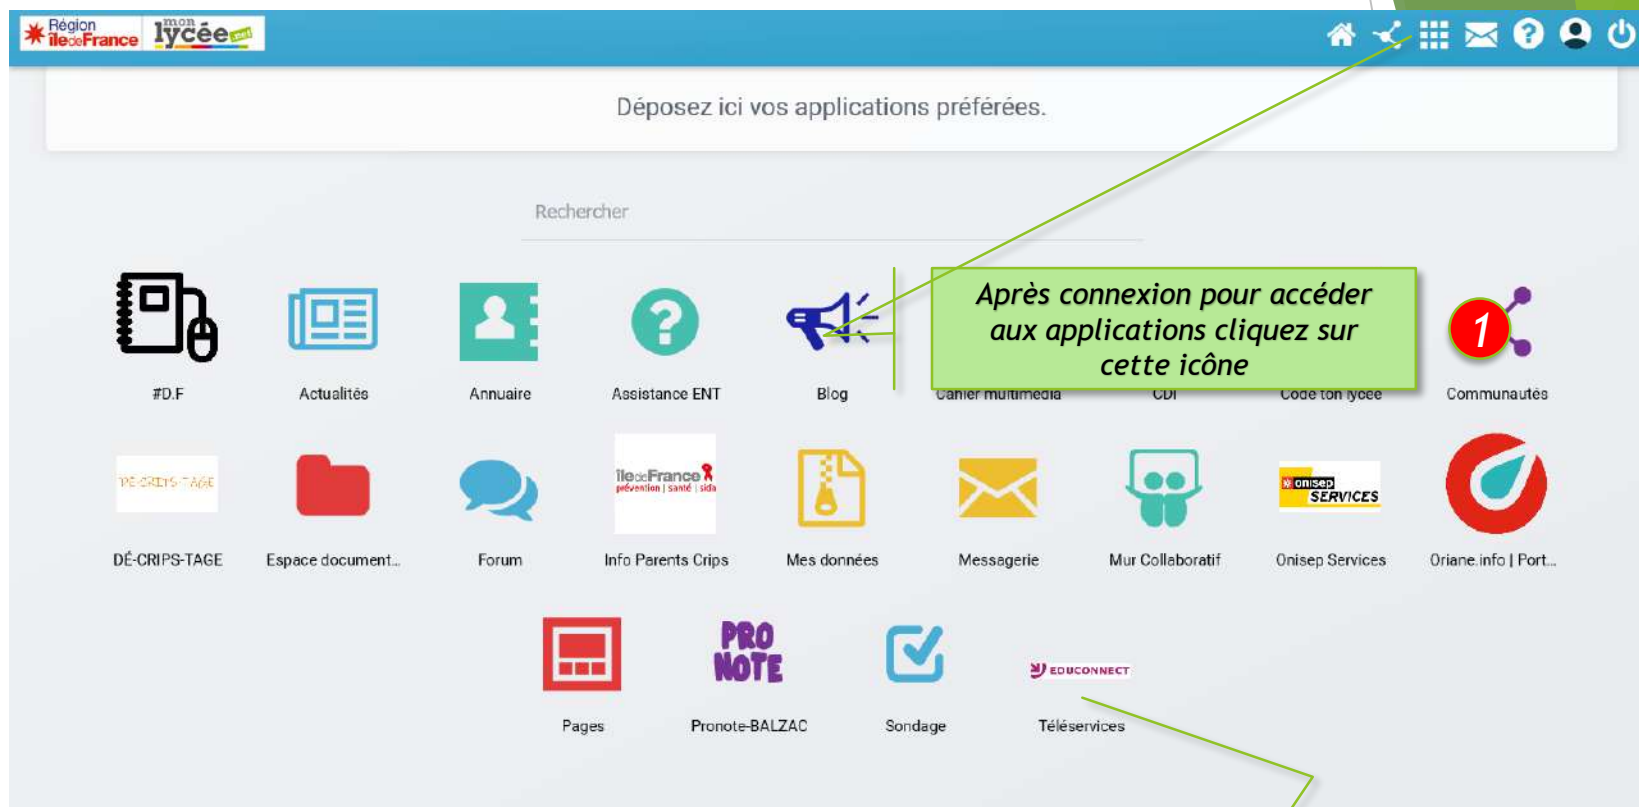 Région
îledeFrance
mon
lycée.net
Déposez ici vos applications préférées.
Rechercher
Après connexion pour accéder
aux applications cliquez sur
cette icône
1
#D.F
Actualités
Annuaire
Assistance ENT
Blog
Cahier multimédia
CDI
Code ton lycée
Communautés
DÉ-CRIPS-TAGE
îledeFrance
prévention | santé | sida
onisep
SERVICES
DÉ-CRIPS-TAGE
Espace document...
Forum
Info Parents Crips
Mes données
Messagerie
Mur Collaboratif
Onisep Services
Oriane.info | Port...
PRO
NOTE
EDUCONNECT
Pages
Pronote-BALZAC
Sondage
Téléservices